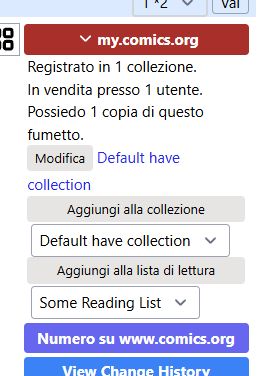 1 *2 Vai
my.comics.org
Registrato in 1 collezione.
In vendita presso 1 utente.
Possiedo 1 copia di questo
fumetto.
Modifica Default have
collection
Aggiungi alla collezione
Default have collection
Aggiungi alla lista di lettura
Some Reading List
Numero su www.comics.org
View Change History